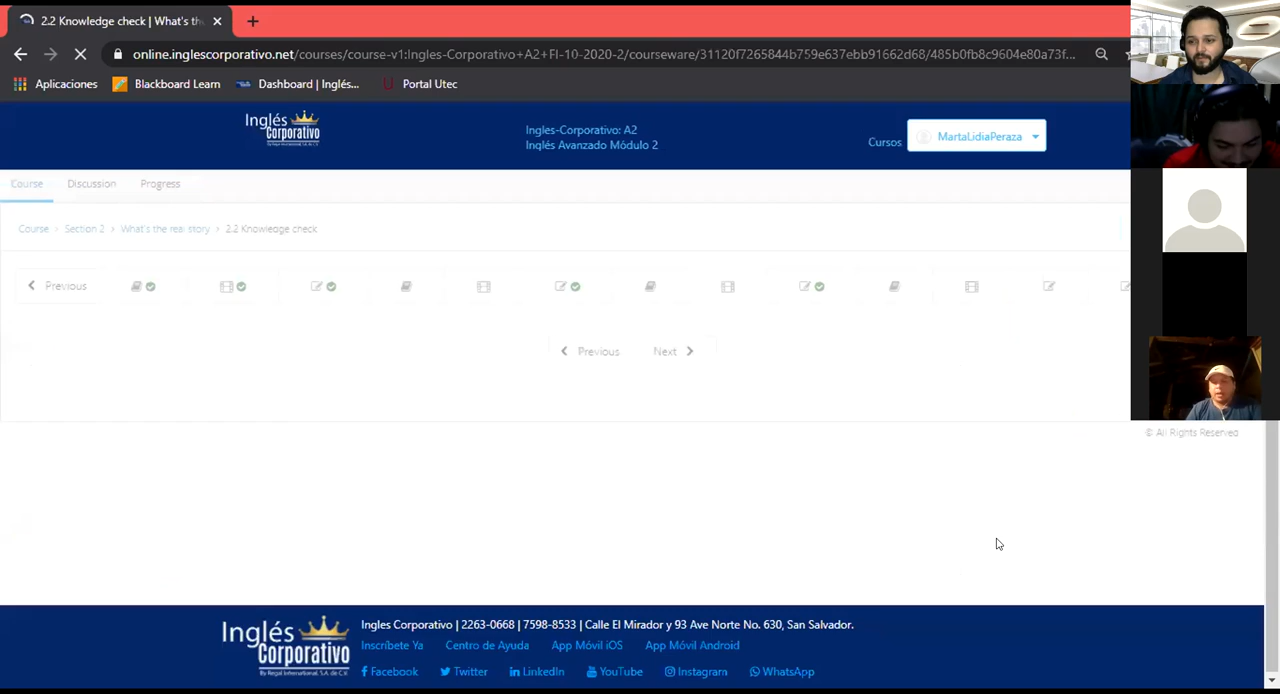 2.2 Knowledge check | What's th
online.inglescorporativo.net/courses/course-v1:Ingles-Corporativo+A2+FI-10-2020-2/courseware/31120f7265844b759e637ebb91662d68/485b0fb8c9604e80a73f...
Aplicaciones Blackboard Learn Dashboard | Inglés... Portal Utec
Inglés Corporativo
Ingles-Corporativo: A2
Inglés Avanzado Módulo 2
Cursos MartaLidiaPeraza
Course Discussion Progress
Course > Section 2 > What's the real story > 2.2 Knowledge check
Previous
Previous Next
© All Rights Reserved
Inglés Corporativo
By Regal International, S.A. de C.V.
Ingles Corporativo | 2263-0668 | 7598-8533 | Calle El Mirador y 93 Ave Norte No. 630, San Salvador.
Inscríbete Ya Centro de Ayuda App Móvil iOS App Móvil Android
Facebook Twitter LinkedIn YouTube Instagram WhatsApp